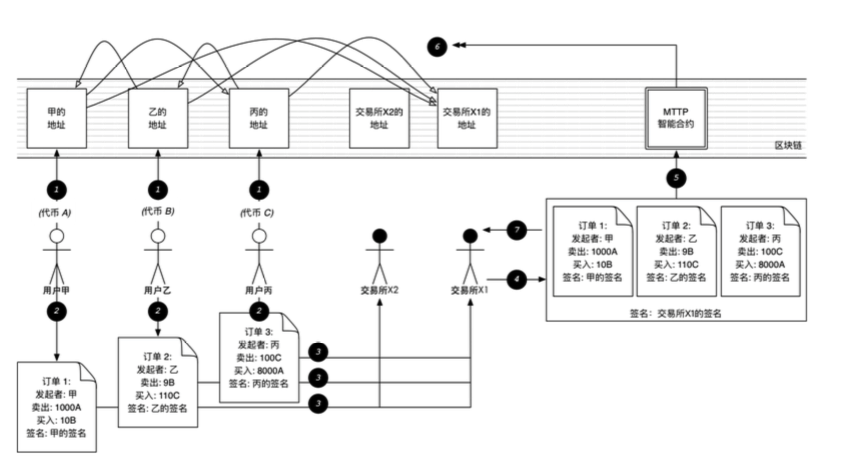 6
甲的
地址
乙的
地址
丙的
地址
交易所X2的
地址
交易所X1的
地址
MTTP
智能合约
区块链
1
1
1
5
(代币 A)
(代币 B)
(代币 C)
订单 1:
发起者: 甲
卖出: 1000A
买入: 10B
签名: 甲的签名
订单 2:
发起者: 乙
卖出: 9B
买入: 110C
签名: 乙的签名
订单 3:
发起者: 丙
卖出: 100C
买入: 8000A
签名: 丙的签名
签名: 交易所X1的签名
7
4
用户甲
用户乙
用户丙
交易所X2
交易所X1
2
2
2
订单 3:
发起者: 丙
卖出: 100C
买入: 8000A
签名: 丙的签名
订单 2:
发起者: 乙
卖出: 9B
买入: 110C
签名: 乙的签名
订单 1:
发起者: 甲
卖出: 1000A
买入: 10B
签名: 甲的签名
3
3
3